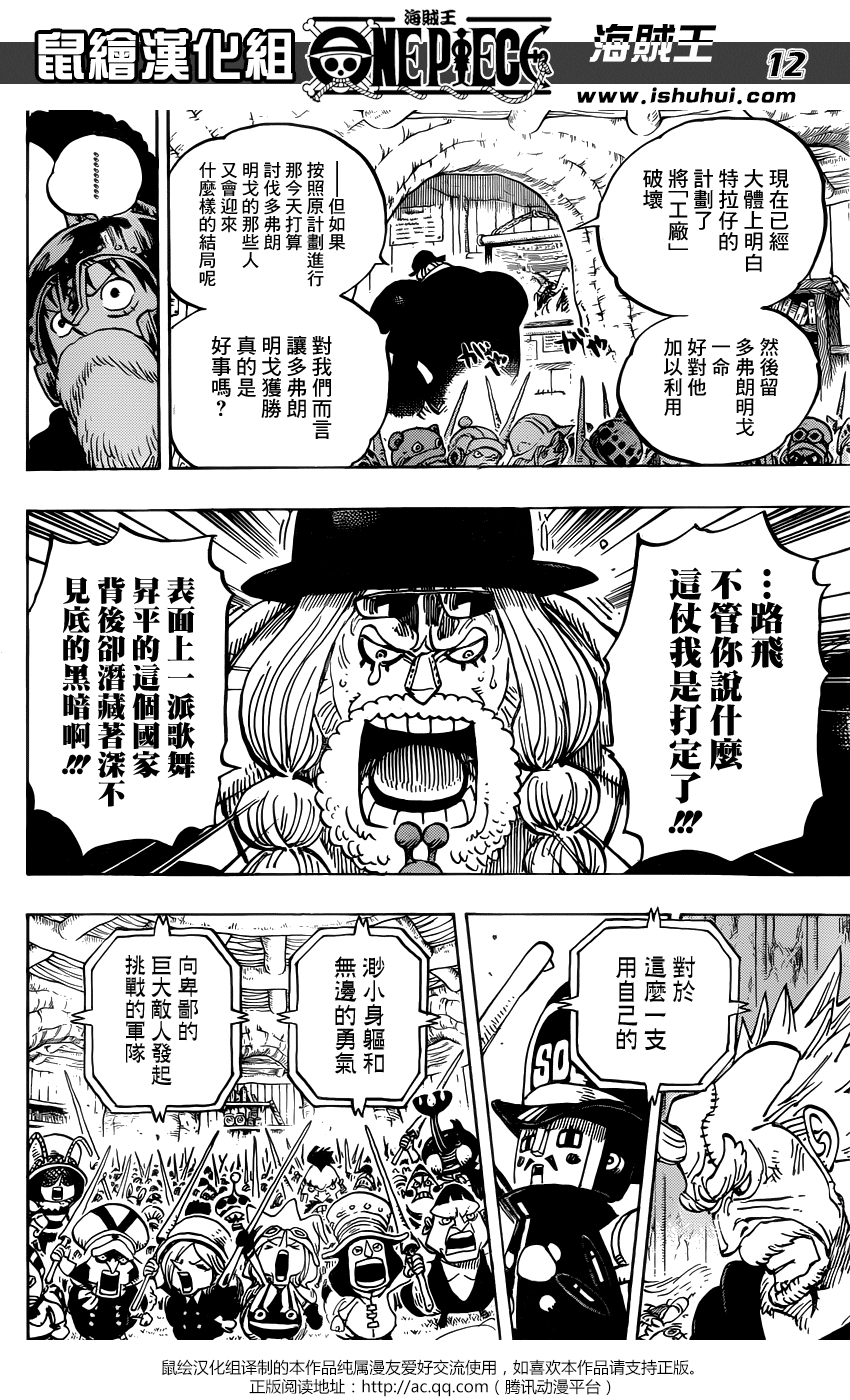 鼠繪漢化組
海賊王
ONE PIECE
海賊王
12
www.ishuhui.com
現在已經
大體上明白
特拉仔的
計劃了
將「工廠」
破壞
然後留
多弗朗明戈
一命
好對他
加以利用
——但如果
按照原計劃進行
那今天打算
討伐多弗朗
明戈的那些人
又會迎來
什麼樣的結局呢
對我們而言
讓多弗朗
明戈獲勝
真的是
好事嗎？
………
…路飛
不管你說什麼
這仗我是打定了!!!
表面上一派歌舞
昇平的這個國家
背後卻潛藏著深不
見底的黑暗啊!!!
對於
這麼一支
用自己的
SO
渺小身軀和
無邊的勇氣
向卑鄙的
巨大敵人發起
挑戰的軍隊
鼠绘汉化组译制的本作品纯属漫友爱好交流使用，如喜欢本作品请支持正版。
正版阅读地址：http://ac.qq.com（腾讯动漫平台）